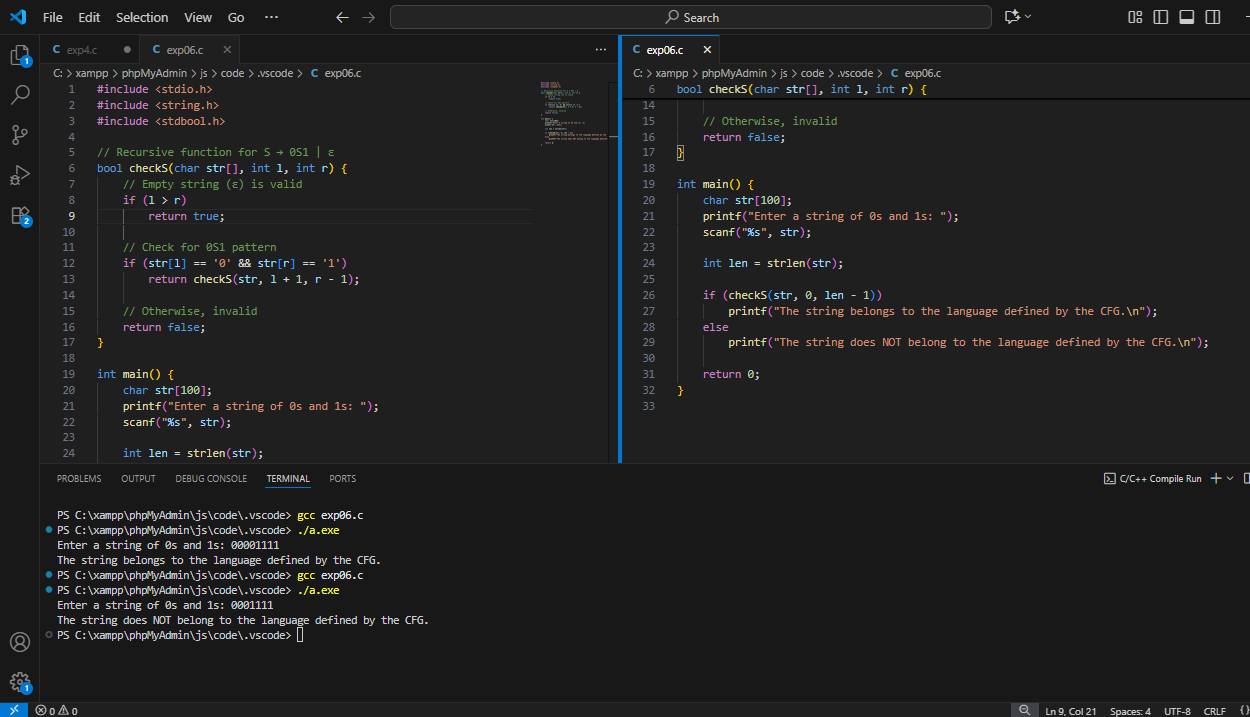 File Edit Selection View Go ··· Search
1
C exp4.c C exp06.c ···
C: > xampp > phpMyAdmin > js > code > .vscode > C exp06.c
1 #include <stdio.h>
2 #include <string.h>
3 #include <stdbool.h>
4
5 // Recursive function for S → 0S1 | ε
6 bool checkS(char str[], int l, int r) {
7 // Empty string (ε) is valid
8 if (l > r)
9 return true;
10
11 // Check for 0S1 pattern
12 if (str[l] == '0' && str[r] == '1')
13 return checkS(str, l + 1, r - 1);
14
15 // Otherwise, invalid
16 return false;
17 }
18
19 int main() {
20 char str[100];
21 printf("Enter a string of 0s and 1s: ");
22 scanf("%s", str);
23
24 int len = strlen(str);
C exp06.c
C: > xampp > phpMyAdmin > js > code > .vscode > C exp06.c
6 bool checkS(char str[], int l, int r) {
14
15 // Otherwise, invalid
16 return false;
17 }
18
19 int main() {
20 char str[100];
21 printf("Enter a string of 0s and 1s: ");
22 scanf("%s", str);
23
24 int len = strlen(str);
25
26 if (checkS(str, 0, len - 1))
27 printf("The string belongs to the language defined by the CFG.\n");
28 else
29 printf("The string does NOT belong to the language defined by the CFG.\n");
30
31 return 0;
32 }
33
2
PROBLEMS OUTPUT DEBUG CONSOLE TERMINAL PORTS C/C++ Compile Run
PS C:\xampp\phpMyAdmin\js\code\.vscode> gcc exp06.c
PS C:\xampp\phpMyAdmin\js\code\.vscode> ./a.exe
Enter a string of 0s and 1s: 00001111
The string belongs to the language defined by the CFG.
PS C:\xampp\phpMyAdmin\js\code\.vscode> gcc exp06.c
PS C:\xampp\phpMyAdmin\js\code\.vscode> ./a.exe
Enter a string of 0s and 1s: 0001111
The string does NOT belong to the language defined by the CFG.
PS C:\xampp\phpMyAdmin\js\code\.vscode>
1
0 0 Ln 9, Col 21 Spaces: 4 UTF-8 CRLF {}